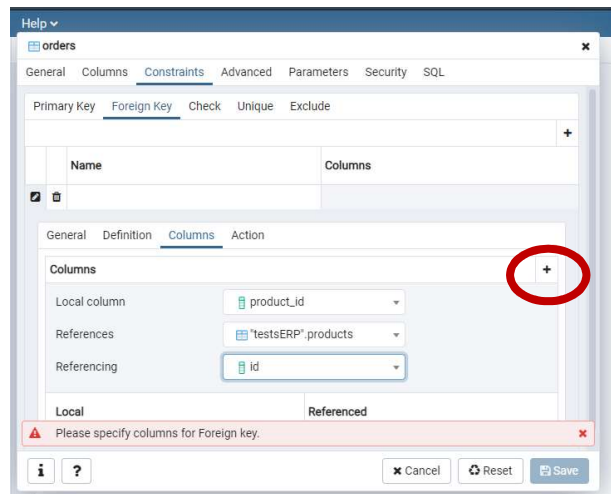 Help
orders
General Columns Constraints Advanced Parameters Security SQL
Primary Key Foreign Key Check Unique Exclude
Name Columns
General Definition Columns Action
Columns
Local column product_id
References "testsERP".products
Referencing id
Local Referenced
Please specify columns for Foreign key.
i ? Cancel Reset Save